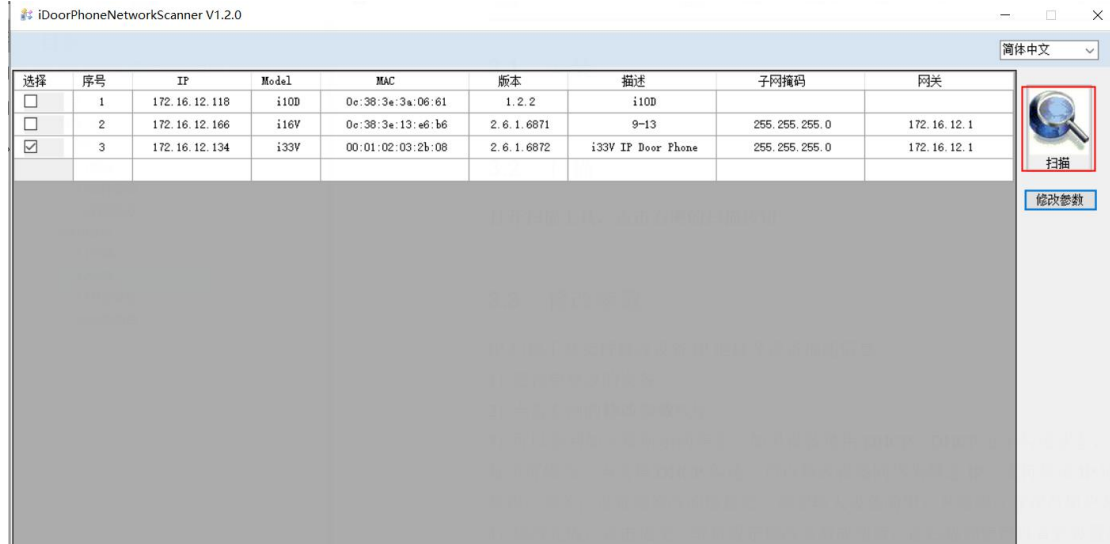 iDoorPhoneNetworkScanner V1.2.0
简体中文
选择 序号 IP Model MAC 版本 描述 子网掩码 网关
1 172.16.12.118 i10D 0c:38:3e:3a:06:61 1.2.2 i10D
2 172.16.12.166 i16V 0c:38:3e:13:e6:b6 2.6.1.6871 9-13 255.255.255.0 172.16.12.1
3 172.16.12.134 i33V 00:01:02:03:2b:08 2.6.1.6872 i33V IP Door Phone 255.255.255.0 172.16.12.1
扫描
修改参数